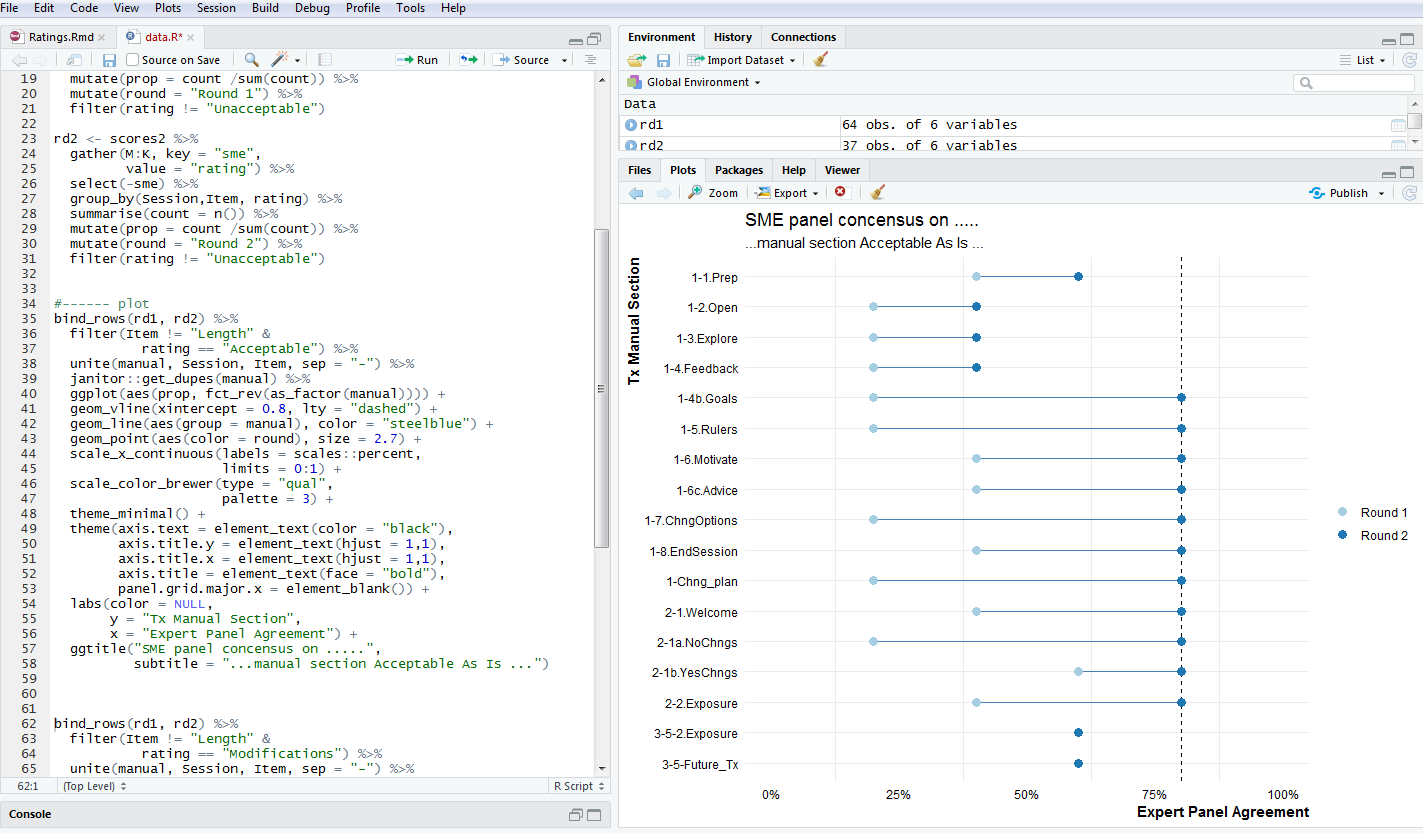 File Edit Code View Plots Session Build Debug Profile Tools Help
Ratings.Rmd data.R*
Source on Save Run Source
19 mutate(prop = count /sum(count)) %>%
20 mutate(round = "Round 1") %>%
21 filter(rating != "Unacceptable")
22
23 rd2 <- scores2 %>%
24 gather(M:K, key = "sme",
25 value = "rating") %>%
26 select(-sme) %>%
27 group_by(Session,Item, rating) %>%
28 summarise(count = n()) %>%
29 mutate(prop = count /sum(count)) %>%
30 mutate(round = "Round 2") %>%
31 filter(rating != "Unacceptable")
32
33
34 #------ plot
35 bind_rows(rd1, rd2) %>%
36 filter(Item != "Length" &
37 rating == "Acceptable") %>%
38 unite(manual, Session, Item, sep = "-") %>%
39 janitor::get_dupes(manual) %>%
40 ggplot(aes(prop, fct_rev(as_factor(manual)))) +
41 geom_vline(xintercept = 0.8, lty = "dashed") +
42 geom_line(aes(group = manual), color = "steelblue") +
43 geom_point(aes(color = round), size = 2.7) +
44 scale_x_continuous(labels = scales::percent,
45 limits = 0:1) +
46 scale_color_brewer(type = "qual",
47 palette = 3) +
48 theme_minimal() +
49 theme(axis.text = element_text(color = "black"),
50 axis.title.y = element_text(hjust = 1,1),
51 axis.title.x = element_text(hjust = 1,1),
52 axis.title = element_text(face = "bold"),
53 panel.grid.major.x = element_blank()) +
54 labs(color = NULL,
55 y = "Tx Manual Section",
56 x = "Expert Panel Agreement") +
57 ggtitle("SME panel concensus on .....",
58 subtitle = "...manual section Acceptable As Is ...")
59
60
61
62 bind_rows(rd1, rd2) %>%
63 filter(Item != "Length" &
64 rating == "Modifications") %>%
65 unite(manual, Session, Item, sep = "-") %>%
62:1 (Top Level) R Script
Console
Environment History Connections
Import Dataset List
Global Environment
Data
rd1 64 obs. of 6 variables
rd2 37 obs. of 6 variables
Files Plots Packages Help Viewer
Zoom Export Publish
SME panel concensus on .....
...manual section Acceptable As Is ...
Tx Manual Section
1-1.Prep
1-2.Open
1-3.Explore
1-4.Feedback
1-4b.Goals
1-5.Rulers
1-6.Motivate
1-6c.Advice
1-7.ChngOptions
1-8.EndSession
1-Chng_plan
2-1.Welcome
2-1a.NoChngs
2-1b.YesChngs
2-2.Exposure
3-5-2.Exposure
3-5-Future_Tx
0% 25% 50% 75% 100%
Expert Panel Agreement
Round 1
Round 2